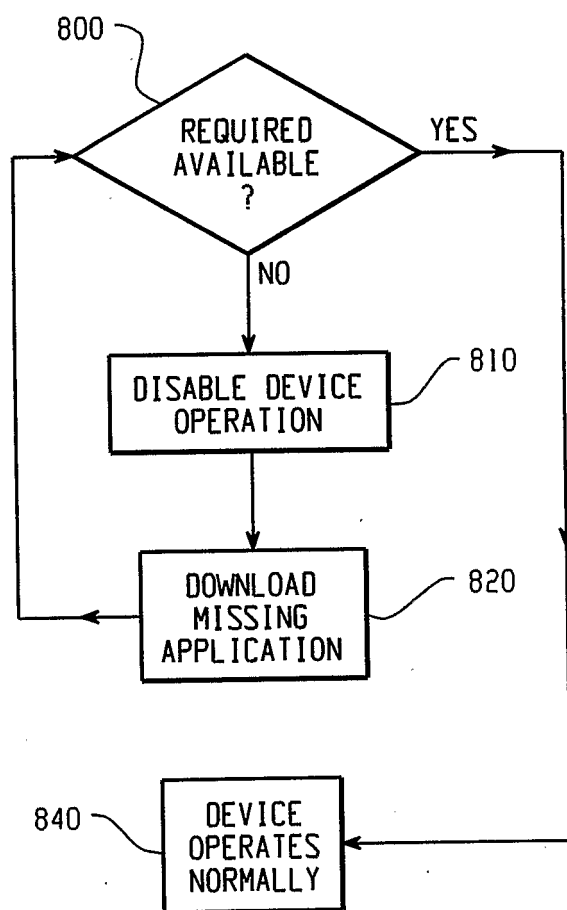 800
REQUIRED
AVAILABLE
?
YES
NO
810
DISABLE DEVICE
OPERATION
820
DOWNLOAD
MISSING
APPLICATION
840
DEVICE
OPERATES
NORMALLY